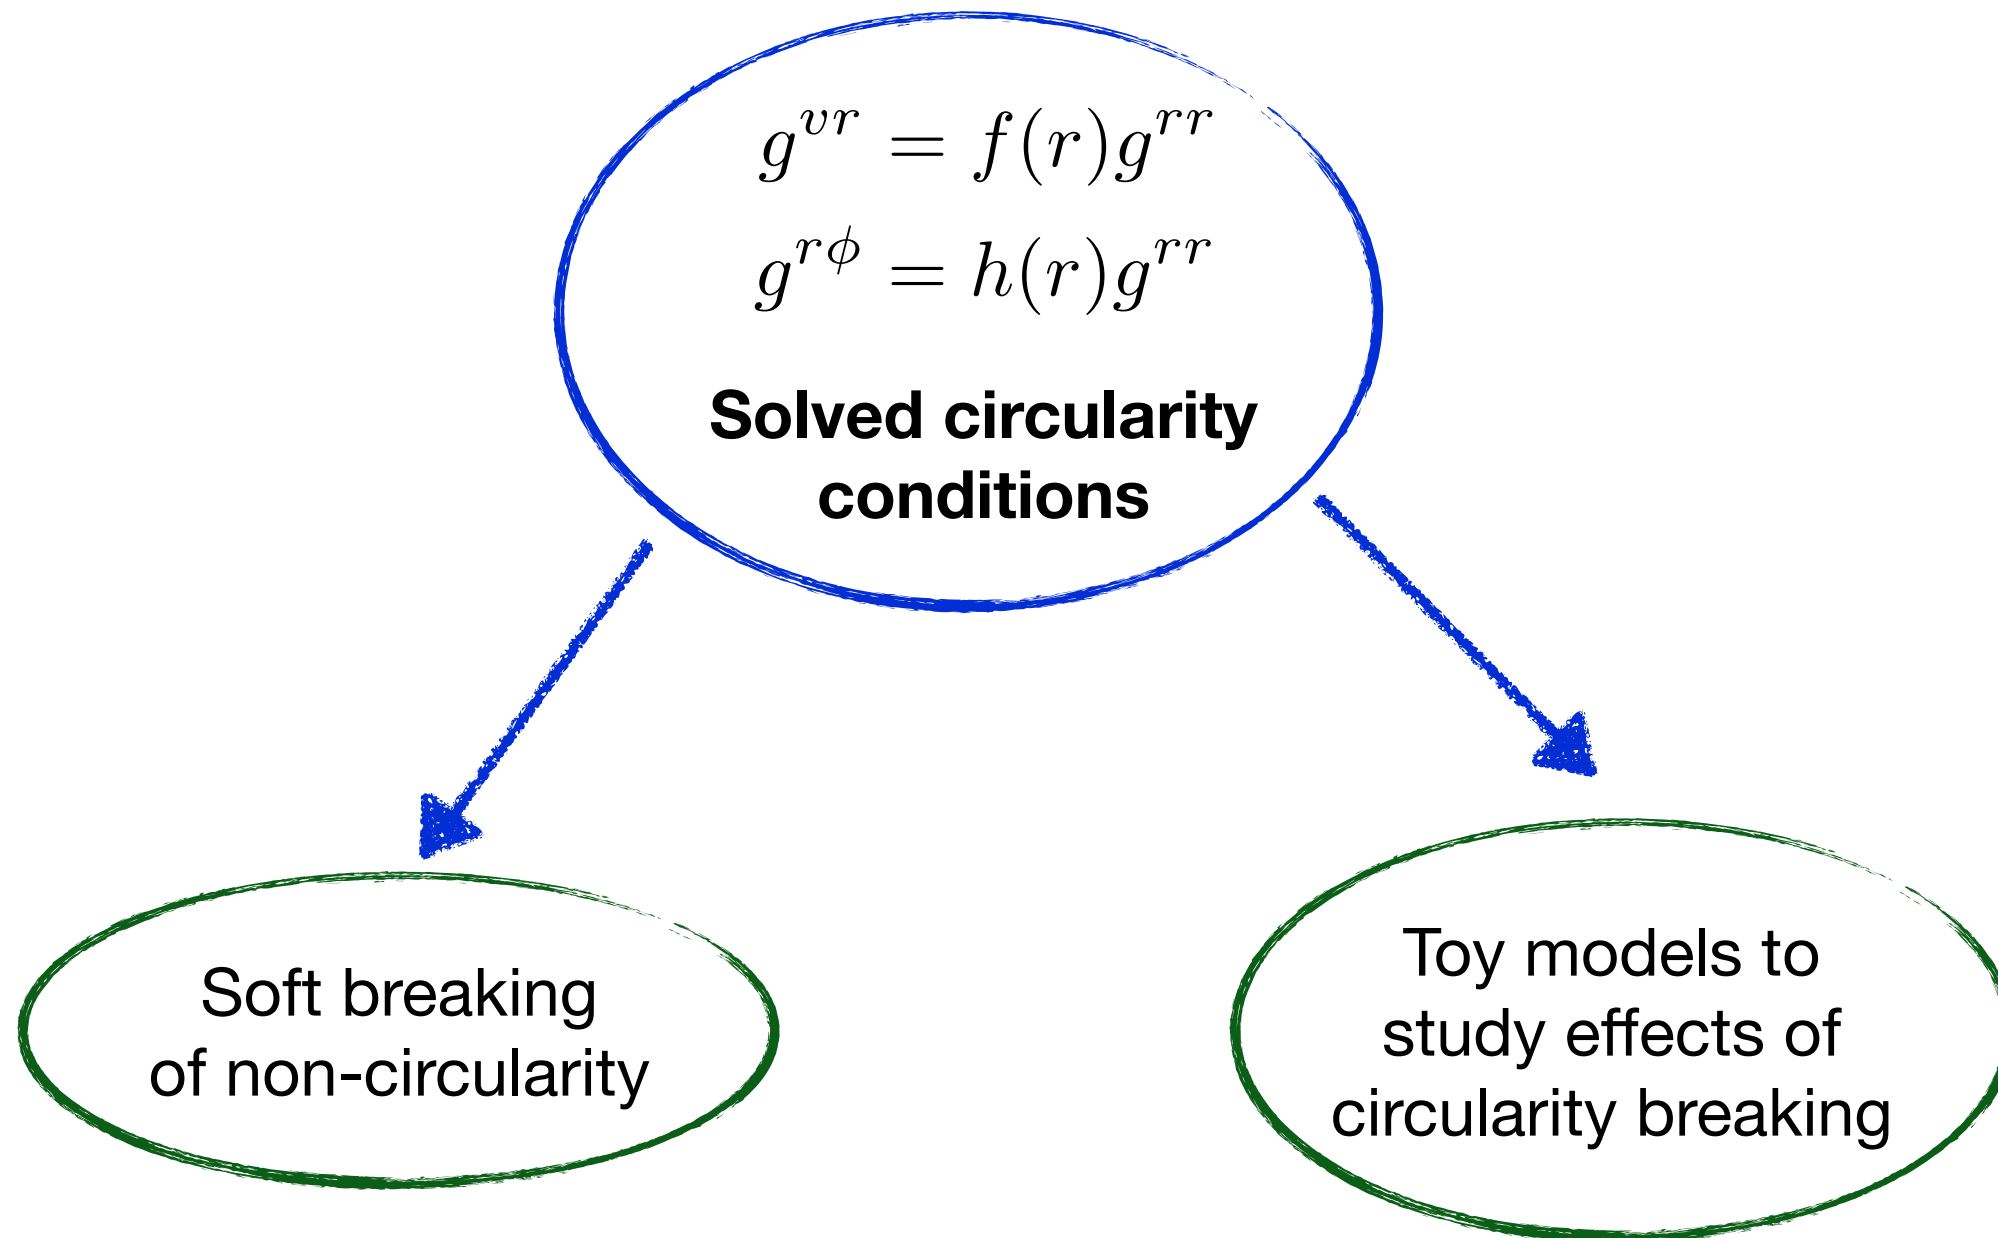 g^{vr} = f(r)g^{rr}
g^{rϕ} = h(r)g^{rr}
Solved circularity
conditions
Soft breaking
of non-circularity
Toy models to
study effects of
circularity breaking